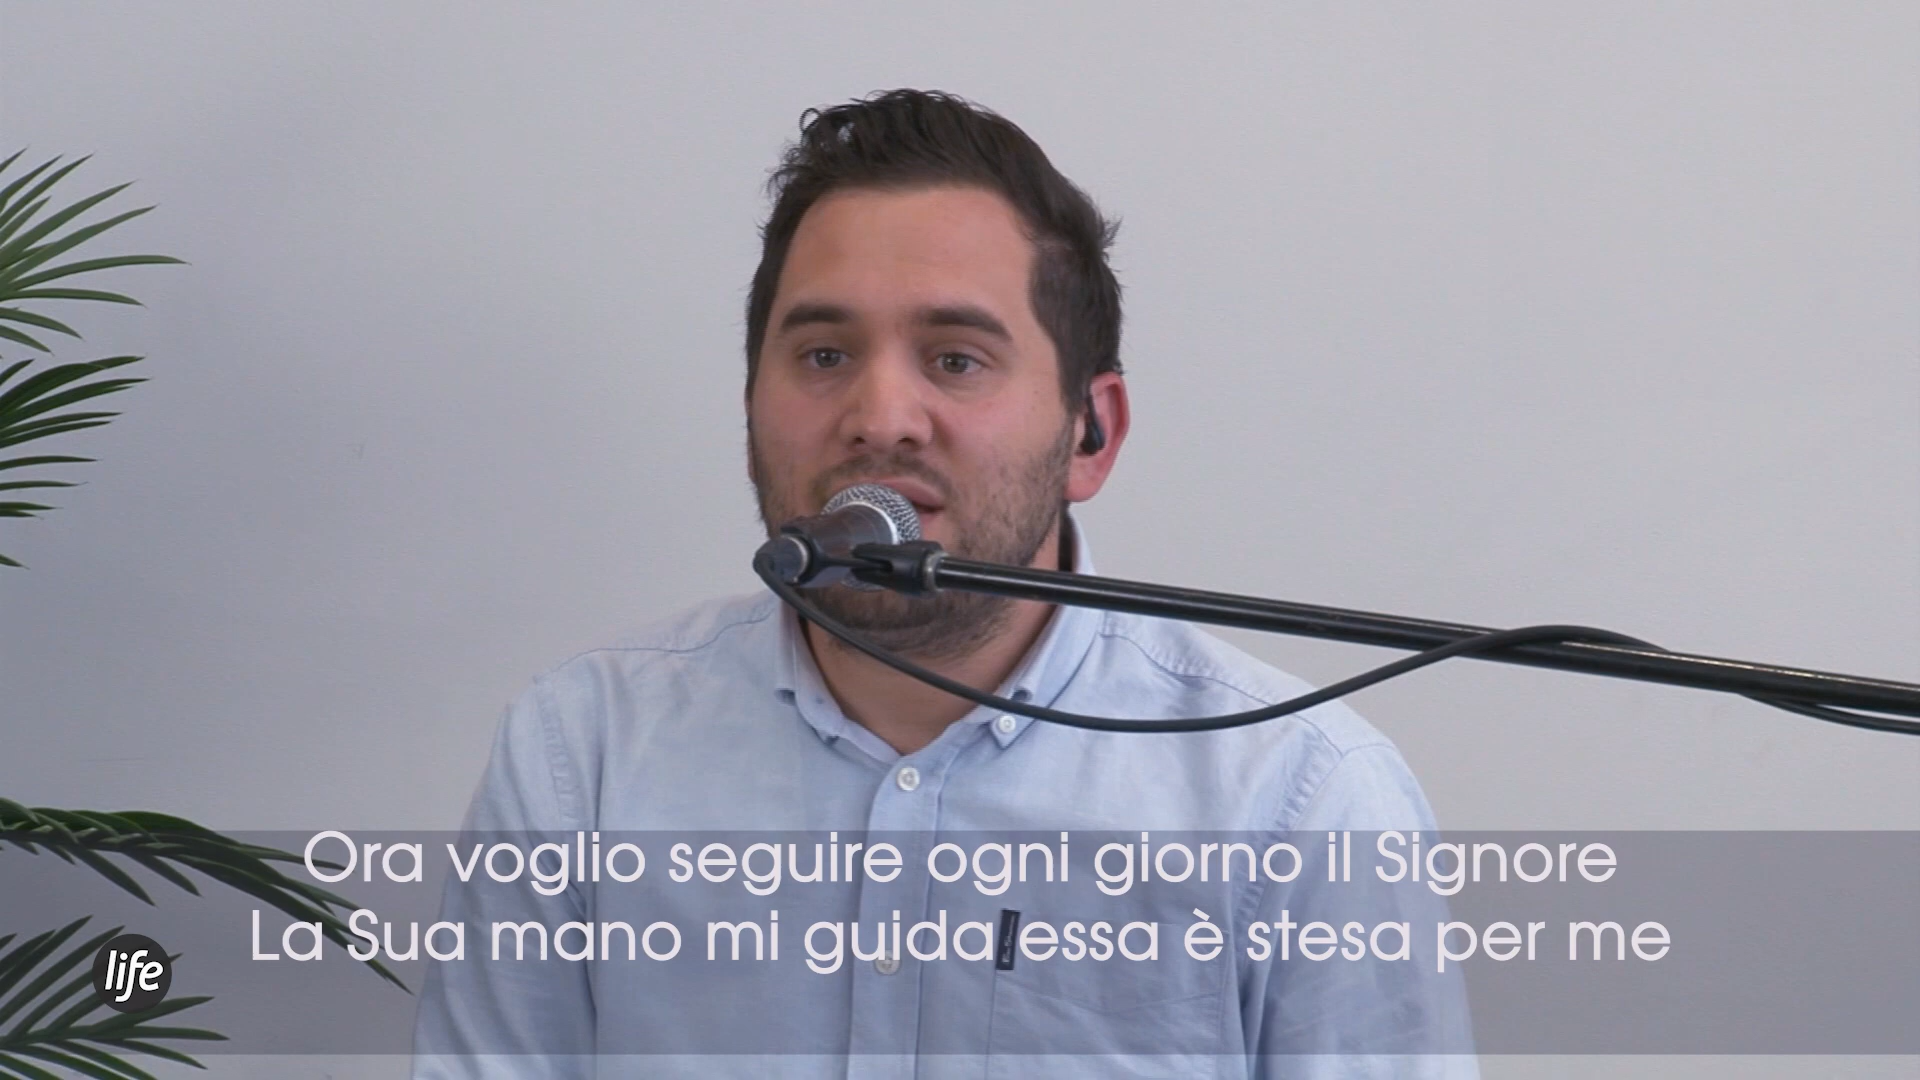 Ora voglio seguire ogni giorno il Signore
La Sua mano mi guida essa è stesa per me
life